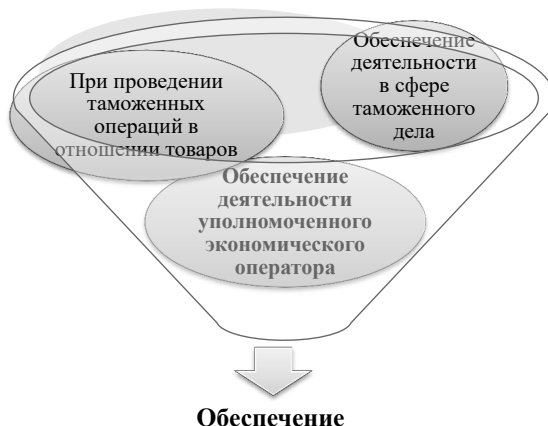 При проведении
таможенных
операций в
отношении товаров
Обеспечение
деятельности
в сфере
таможенного
дела
Обеспечение
деятельности
уполномоченного
экономического
оператора
Обеспечение